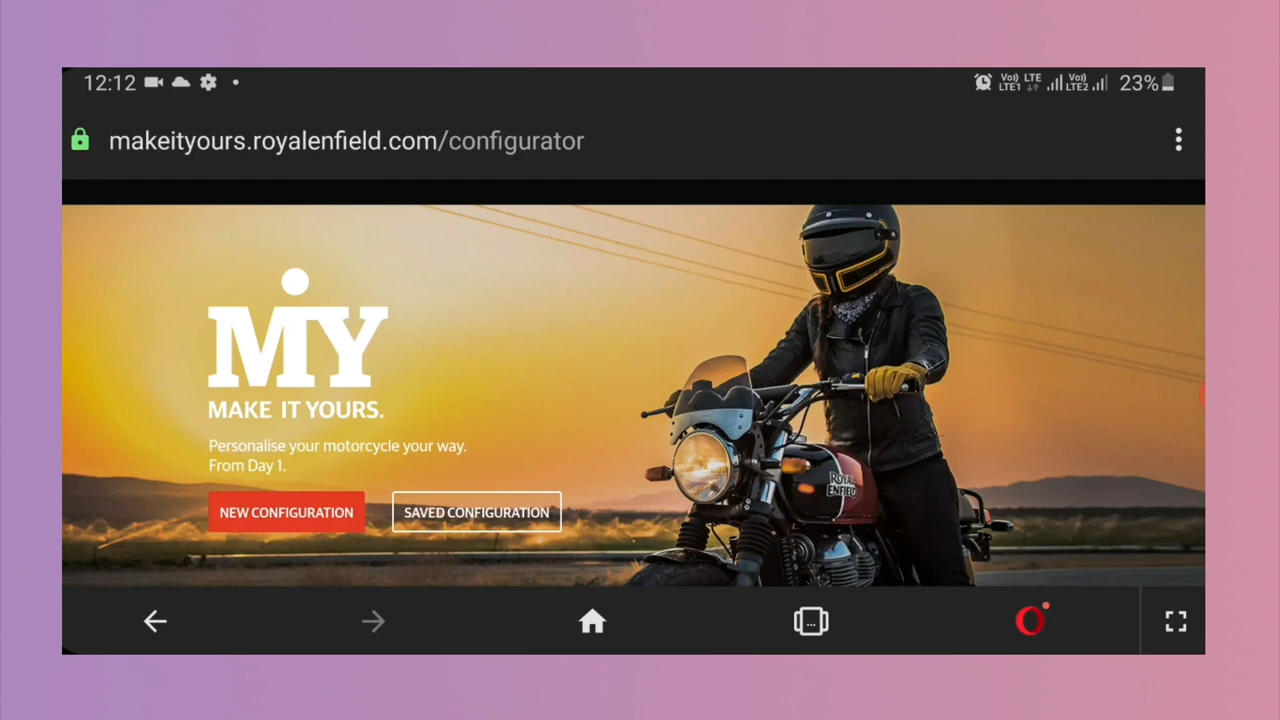 12:12
Vo) LTE
LTE1
Vo)
LTE2
23%
makeityours.royalenfield.com/configurator
MY
MAKE IT YOURS.
Personalise your motorcycle your way.
From Day 1.
NEW CONFIGURATION
SAVED CONFIGURATION
ROYAL
ENFIELD